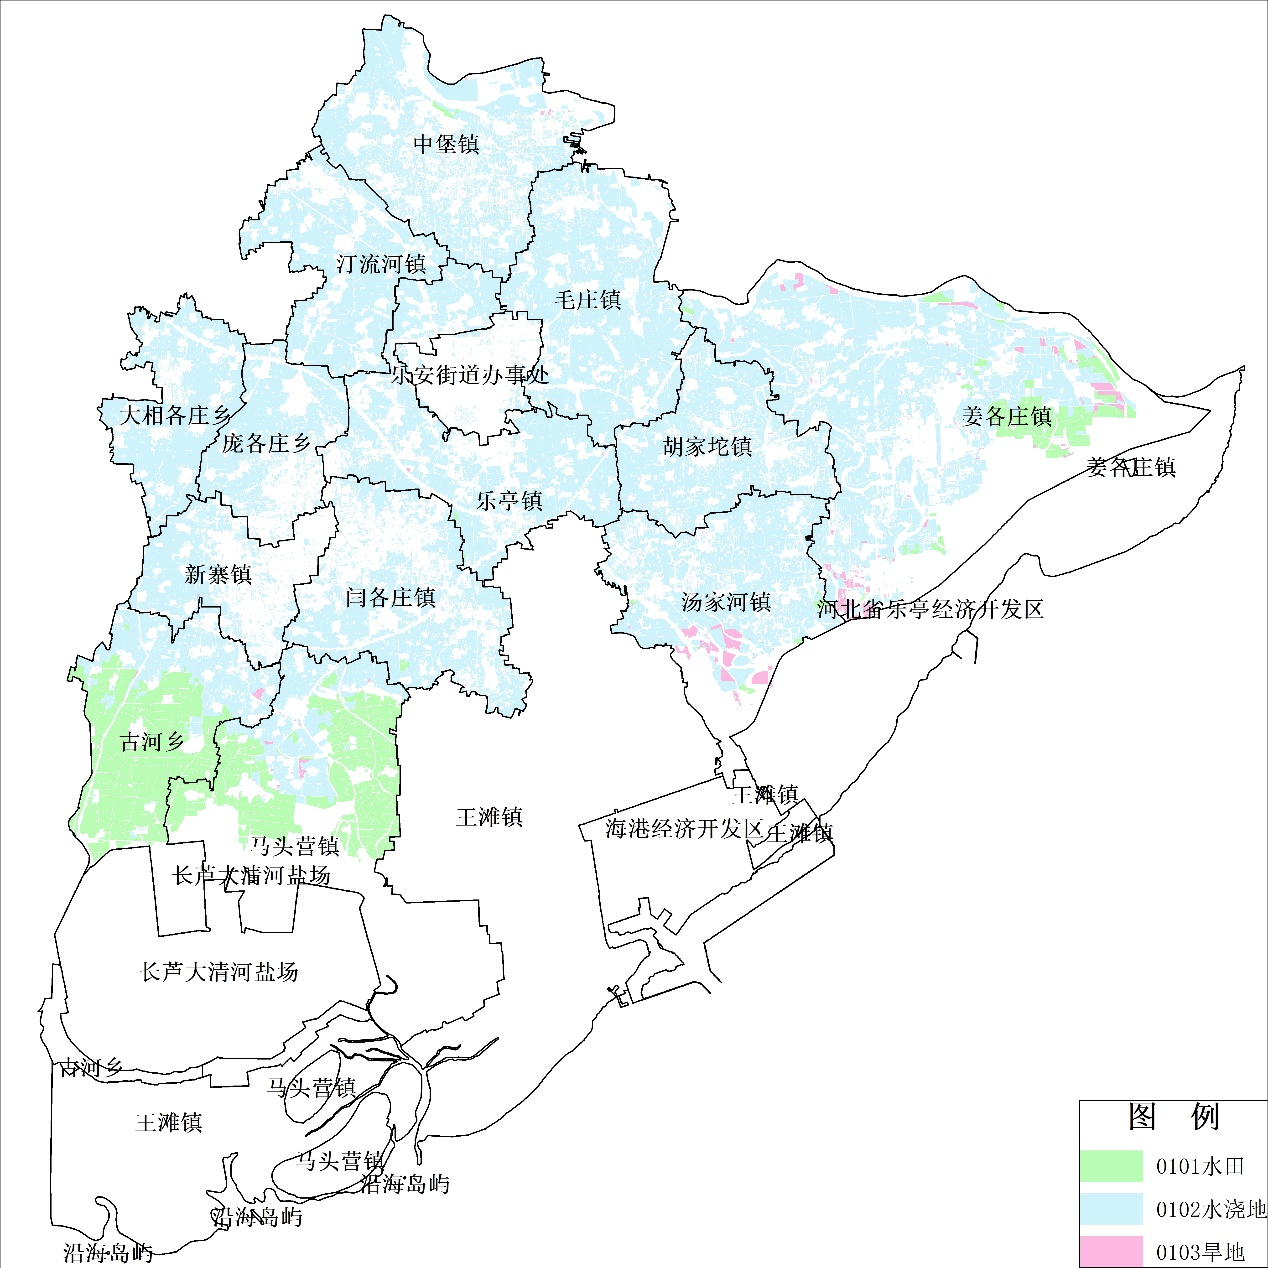 中堡镇
汀流河镇
毛庄镇
乐安街道办事处
大相各庄乡
庞各庄乡
胡家坨镇
姜各庄镇
姜各庄镇
乐亭镇
新寨镇
闫各庄镇
汤家河镇
河北省乐亭经济开发区
古河乡
王滩镇
王滩镇
海港经济开发区
王滩镇
马头营镇
长芦大清河盐场
长芦大清河盐场
古河乡
马头营镇
王滩镇
马头营镇
沿海岛屿
沿海岛屿
沿海岛屿
图 例
0101水田
0102水浇地
0103旱地